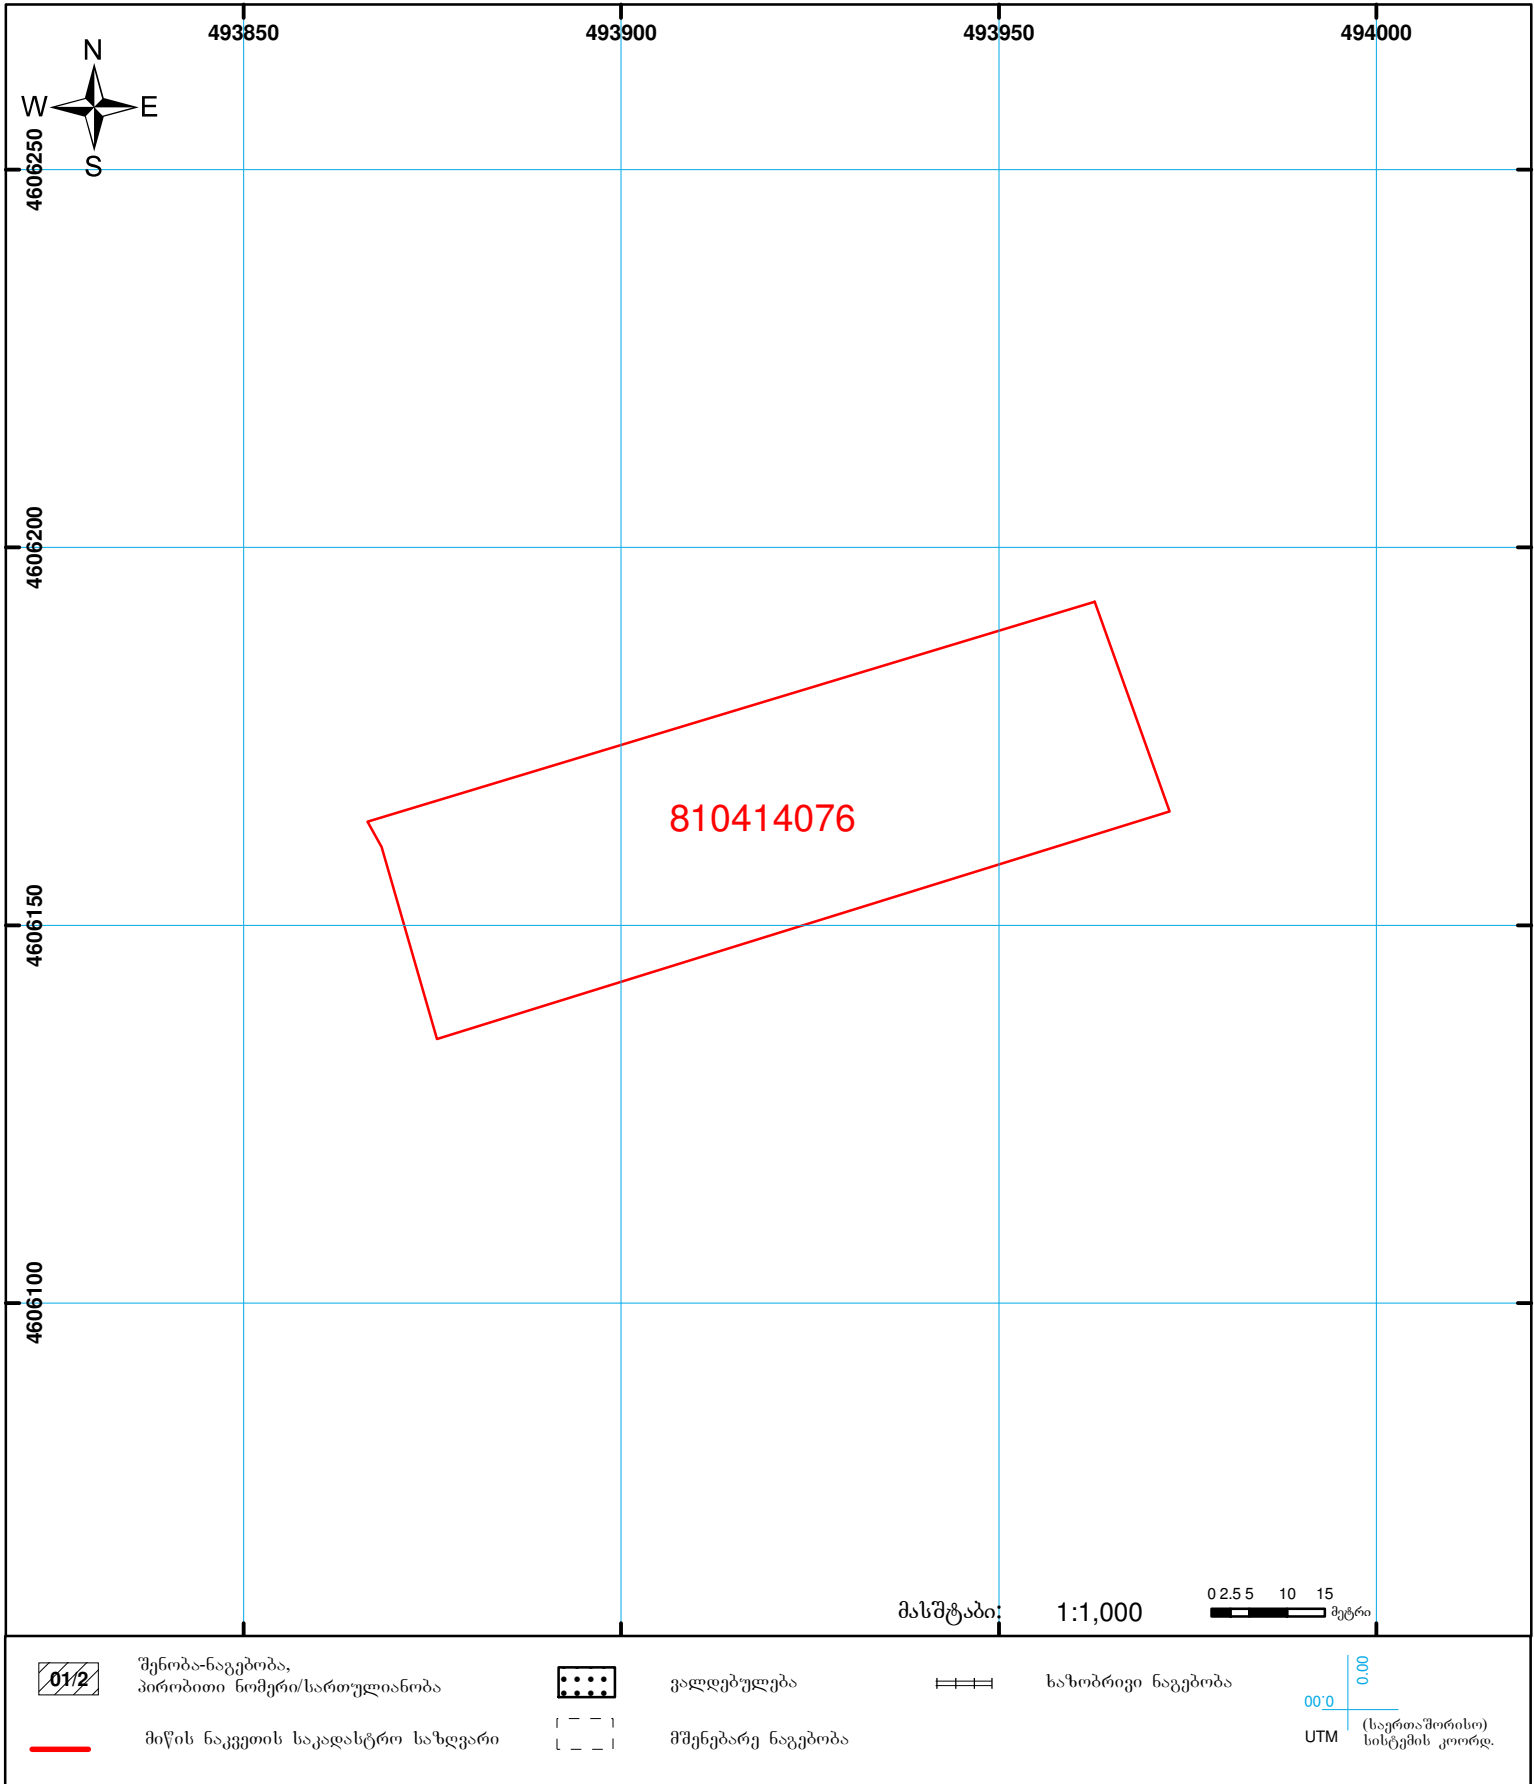 493850 493900 493950 494000
N
W E
S
4606250
4606200
4606150
4606100
810414076
მასშტაბი: 1:1,000
0 2.5 5 10 15
მეტრი
01/2
შენობა-ნაგებობა,
პირობითი ნომერი/სართულიანობა
ვალდებულება
ხაზობრივი ნაგებობა
მიწის ნაკვეთის საკადასტრო საზღვარი
მშენებარე ნაგებობა
00.0
0.00
UTM
(საერთაშორისო)
სისტემის კოორდ.